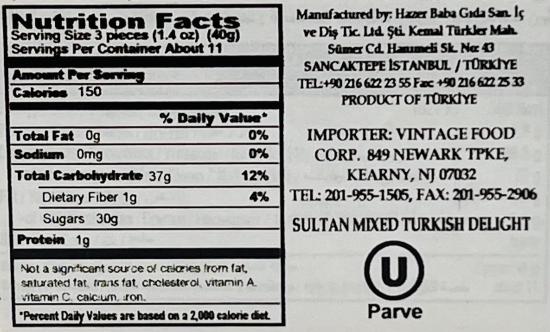 Nutrition Facts
Serving Size 3 pieces (1.4 oz) (40g)
Servings Per Container About 11
Amount Per Serving
Calories 150
% Daily Value*
Total Fat 0g 0%
Sodium 0mg 0%
Total Carbohydrate 37g 12%
Dietary Fiber 1g 4%
Sugars 30g
Protein 1g
Not a significant source of calories from fat,
saturated fat, trans fat, cholesterol, vitamin A
vitamin C, calcium, iron.
*Percent Daily Values are based on a 2,000 calorie diet.
Manufactured by: Hazer Baba Gıda San. İç
ve Dış Tic. Ltd. Şti. Kemal Türkler Mah.
Sümer Cd. Hanımeli Sk. No: 43
SANCAKTEPE İSTANBUL / TÜRKİYE
TEL:+90 216 622 23 55 Fax: +90 216 622 25 33
PRODUCT OF TÜRKİYE
IMPORTER: VINTAGE FOOD
CORP. 849 NEWARK TPKE,
KEARNY, NJ 07032
TEL: 201-955-1505, FAX: 201-955-2906
SULTAN MIXED TURKISH DELIGHT
U
Parve